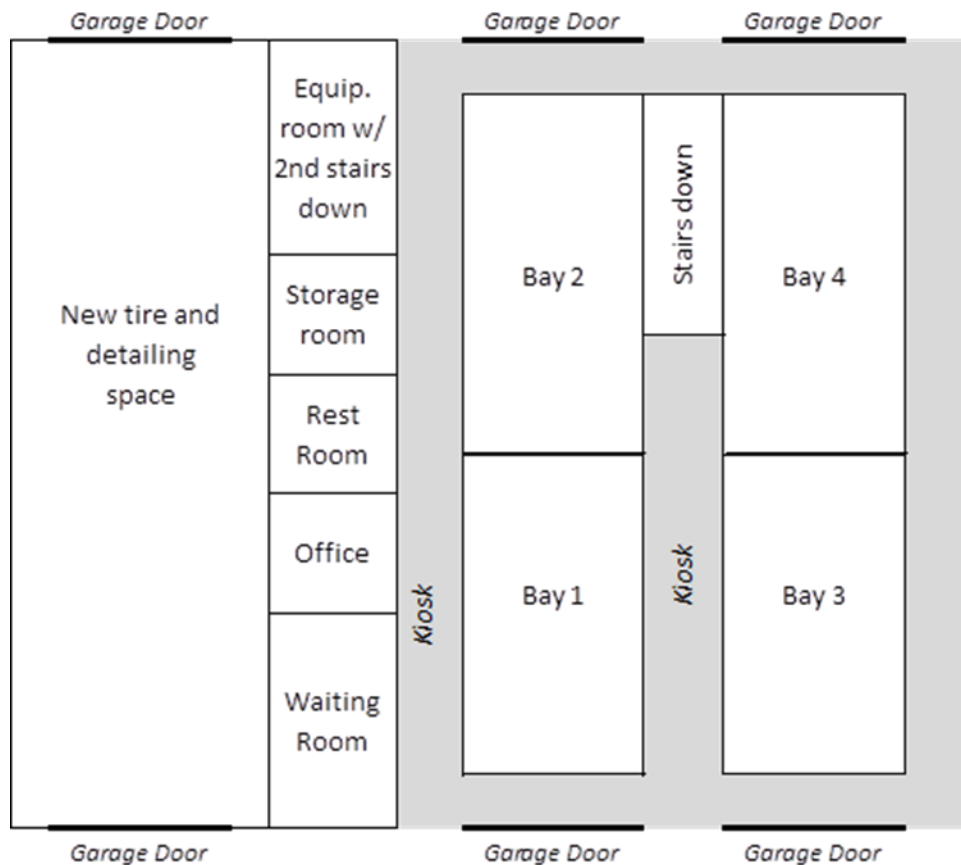 Garage Door
Garage Door
Garage Door
Equip.
room w/
2nd stairs
down
Stairs down
New tire and
detailing
space
Storage
room
Bay 2
Bay 4
Rest
Room
Office
Kiosk
Kiosk
Bay 1
Bay 3
Waiting
Room
Garage Door
Garage Door
Garage Door